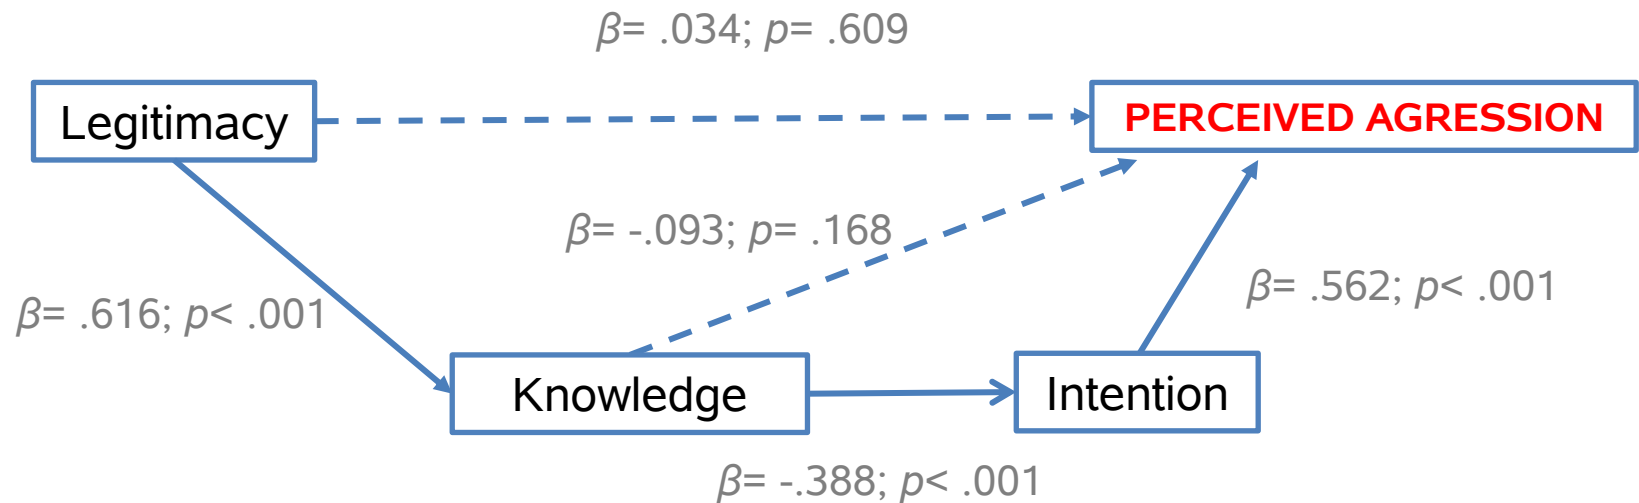 β= .034; p= .609
Legitimacy
PERCEIVED AGRESSION
β= -.093; p= .168
β= .562; p< .001
β= .616; p< .001
Knowledge
Intention
β= -.388; p< .001